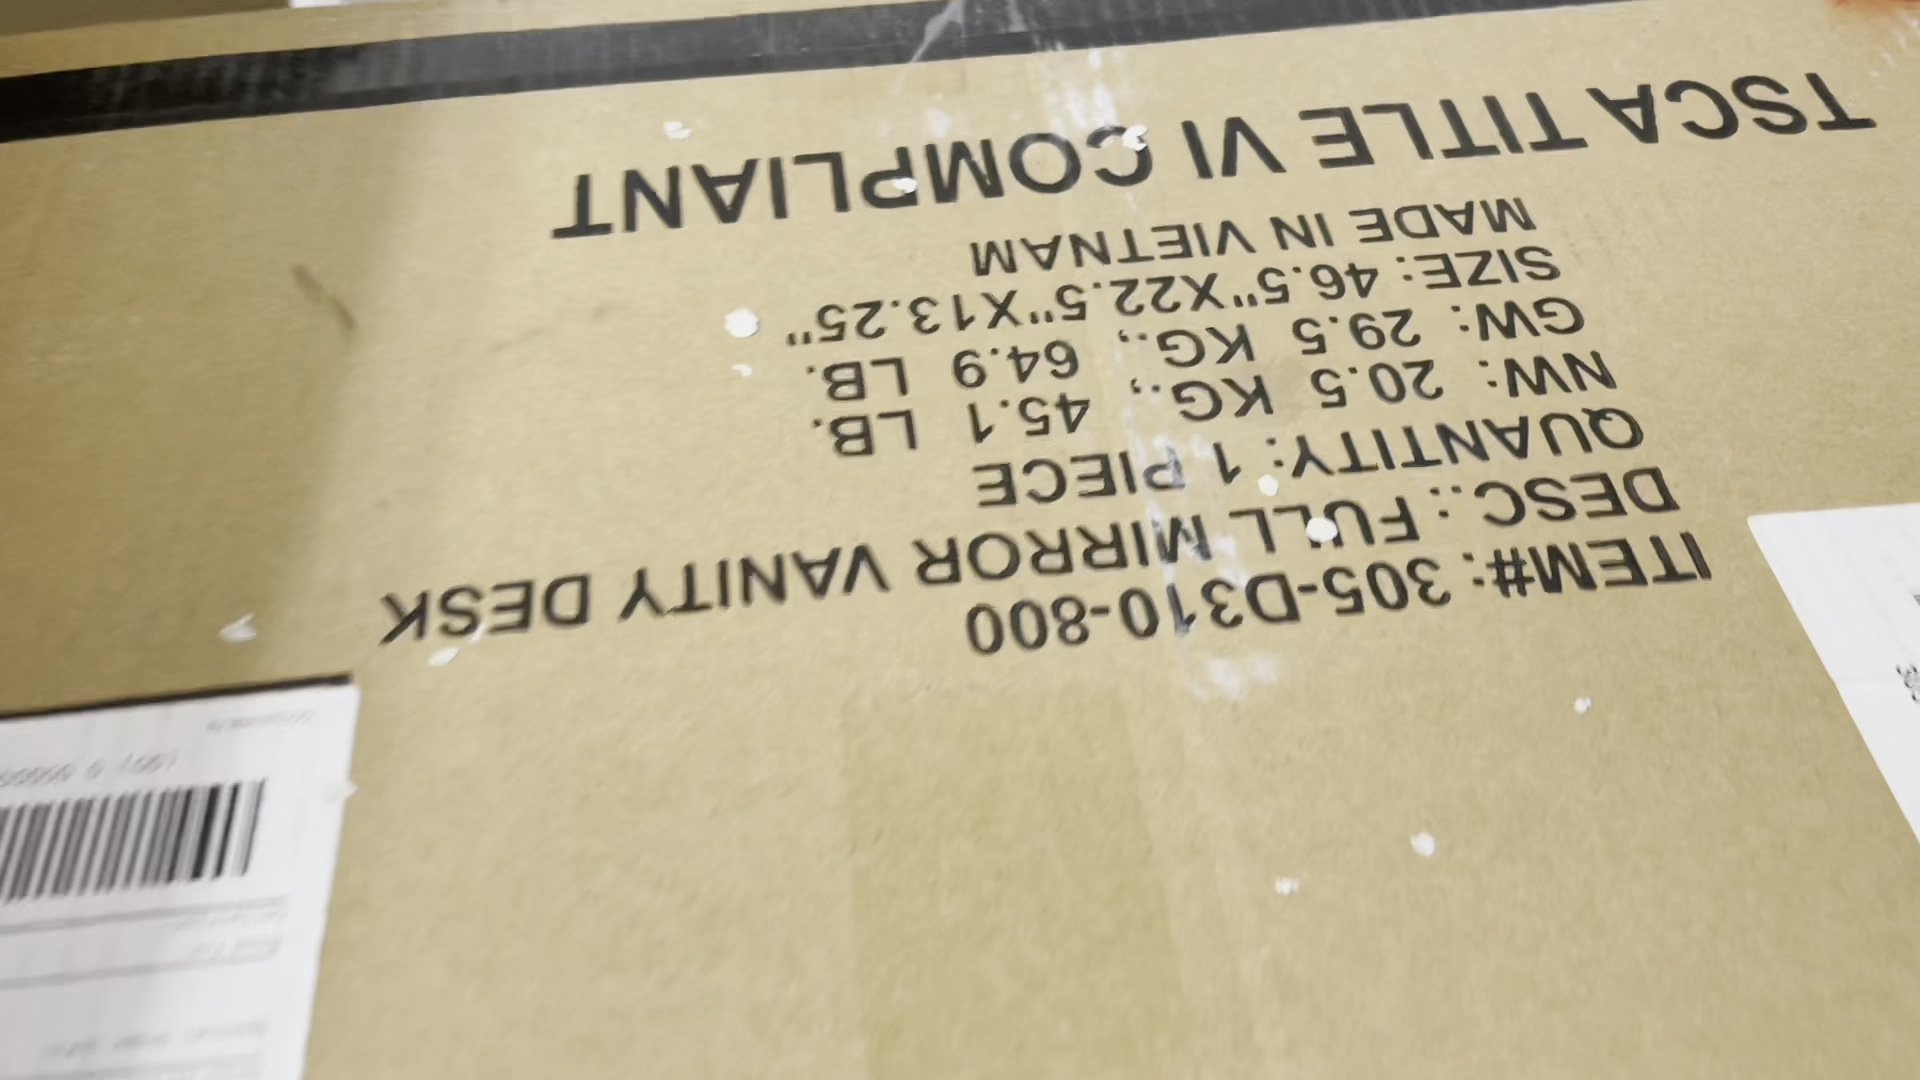 ITEM#: 305-D310-800
DESC.: FULL MIRROR VANITY DESK
QUANTITY: 1 PIECE
NW: 20.5 KG., 45.1 LB.
GW: 29.5 KG., 64.9 LB.
SIZE: 46.5"X22.5"X13.25"
MADE IN VIETNAM
TSCA TITLE VI COMPLIANT